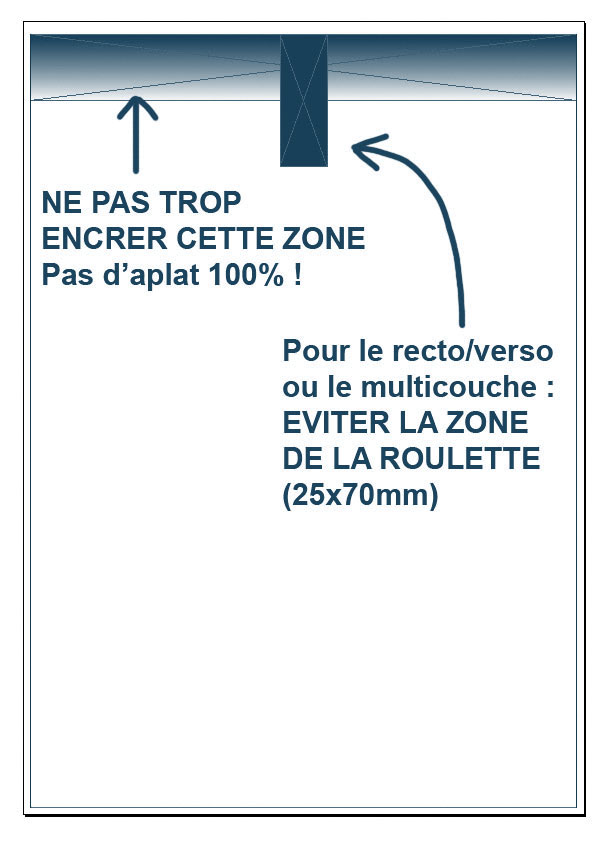 NE PAS TROP
ENCRER CETTE ZONE
Pas d’aplat 100% !
Pour le recto/verso
ou le multicouche :
EVITER LA ZONE
DE LA ROULETTE
(25x70mm)